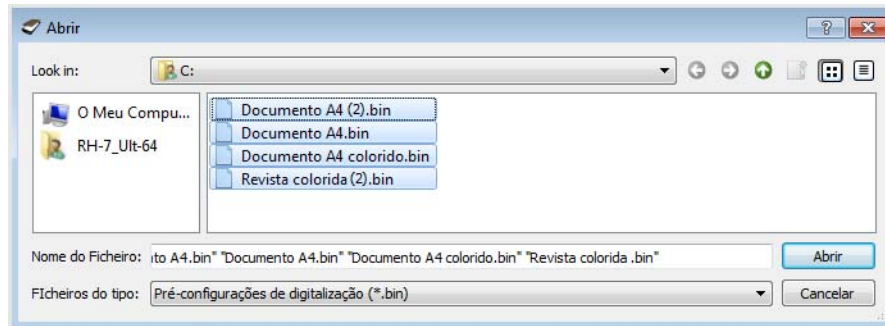 Abrir
Look in:
C:
O Meu Compu...
RH-7_Ult-64
Documento A4 (2).bin
Documento A4.bin
Documento A4 colorido.bin
Revista colorida (2).bin
Nome do Ficheiro: to A4.bin" "Documento A4.bin" "Documento A4 colorido.bin" "Revista colorida .bin" Abrir
FIcheiros do tipo: Pré-configurações de digitalização (*.bin) Cancelar